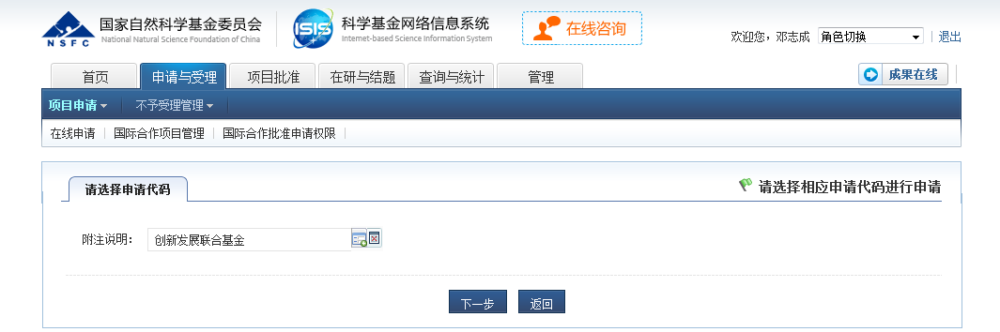 国家自然科学基金委员会
National Natural Science Foundation of China
NSFC
ISIS
科学基金网络信息系统
Internet-based Science Information System
在线咨询
欢迎您，邓志成 角色切换 退出
首页 申请与受理 项目批准 在研与结题 查询与统计 管理 成果在线
项目申请 不予受理管理
在线申请 国际合作项目管理 国际合作批准申请权限
请选择申请代码 请选择相应申请代码进行申请
附注说明： 创新发展联合基金
下一步 返回